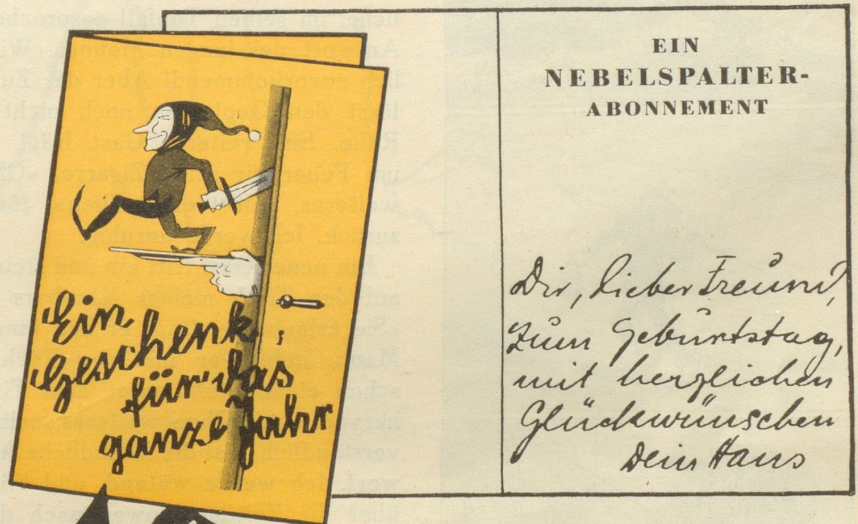 Ein
Geschenk
für das
ganze Jahr
EIN
NEBELSPALTER-
ABONNEMENT
Dir, lieber Freund,
zum Geburtstag,
mit herzlichen
Glückwünschen
Dein Hans